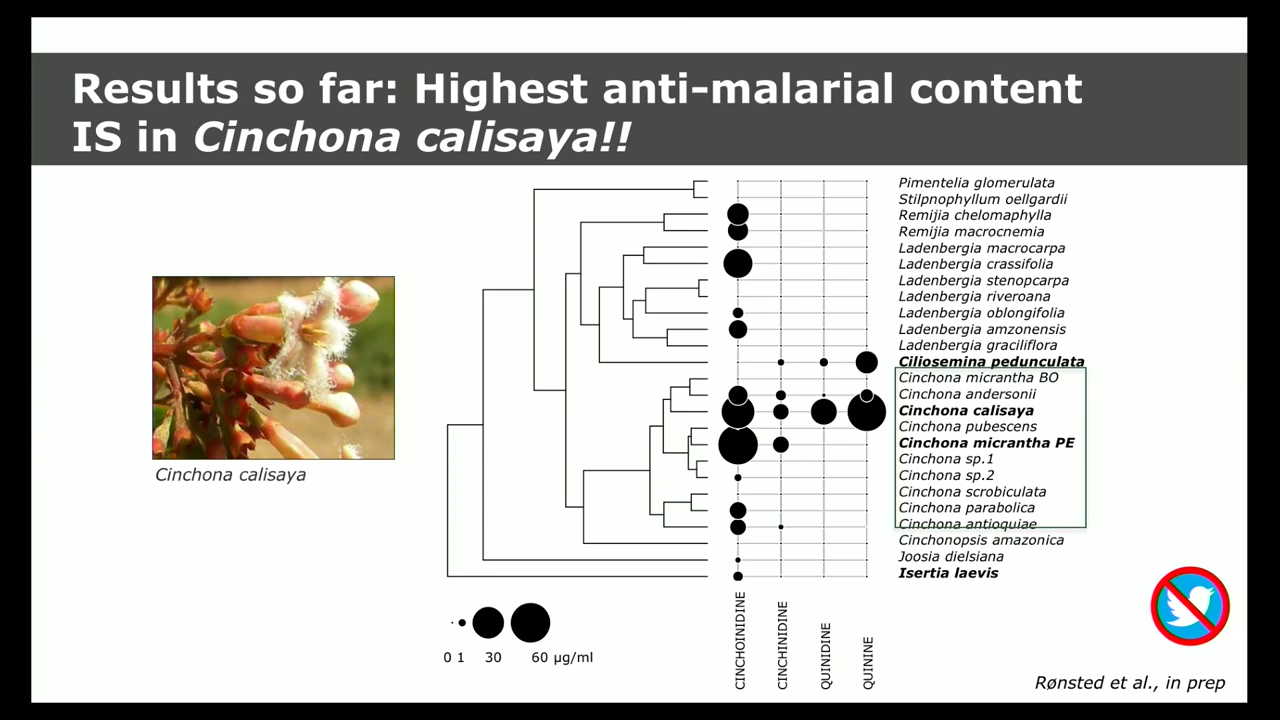 Results so far: Highest anti-malarial content
IS in Cinchona calisaya!!
Pimentelia glomerulata
Stilpnophyllum oellgardii
Remijia chelomaphylla
Remijia macrocnemia
Ladenbergia macrocarpa
Ladenbergia crassifolia
Ladenbergia stenopcarpa
Ladenbergia riveroana
Ladenbergia oblongifolia
Ladenbergia amzonensis
Ladenbergia graciliflora
Ciliosemina pedunculata
Cinchona micrantha BO
Cinchona andersonii
Cinchona calisaya
Cinchona pubescens
Cinchona micrantha PE
Cinchona sp.1
Cinchona sp.2
Cinchona scrobiculata
Cinchona parabolica
Cinchona antioquiae
Cinchonopsis amazonica
Joosia dielsiana
Isertia laevis
Cinchona calisaya
0 1 30 60 µg/ml
CINCHOINIDINE
CINCHINIDINE
QUINIDINE
QUININE
Rønsted et al., in prep